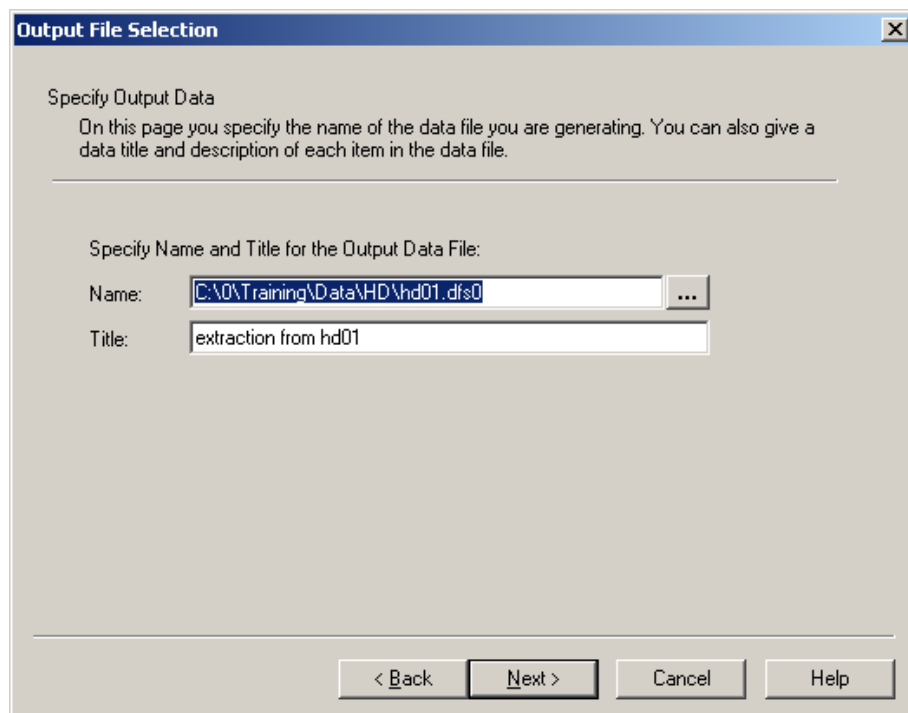 Output File Selection
Specify Output Data
On this page you specify the name of the data file you are generating. You can also give a
data title and description of each item in the data file.
Specify Name and Title for the Output Data File:
Name: C:\0\Training\Data\HD\hd01.dfs0 ...
Title: extraction from hd01
< Back Next > Cancel Help